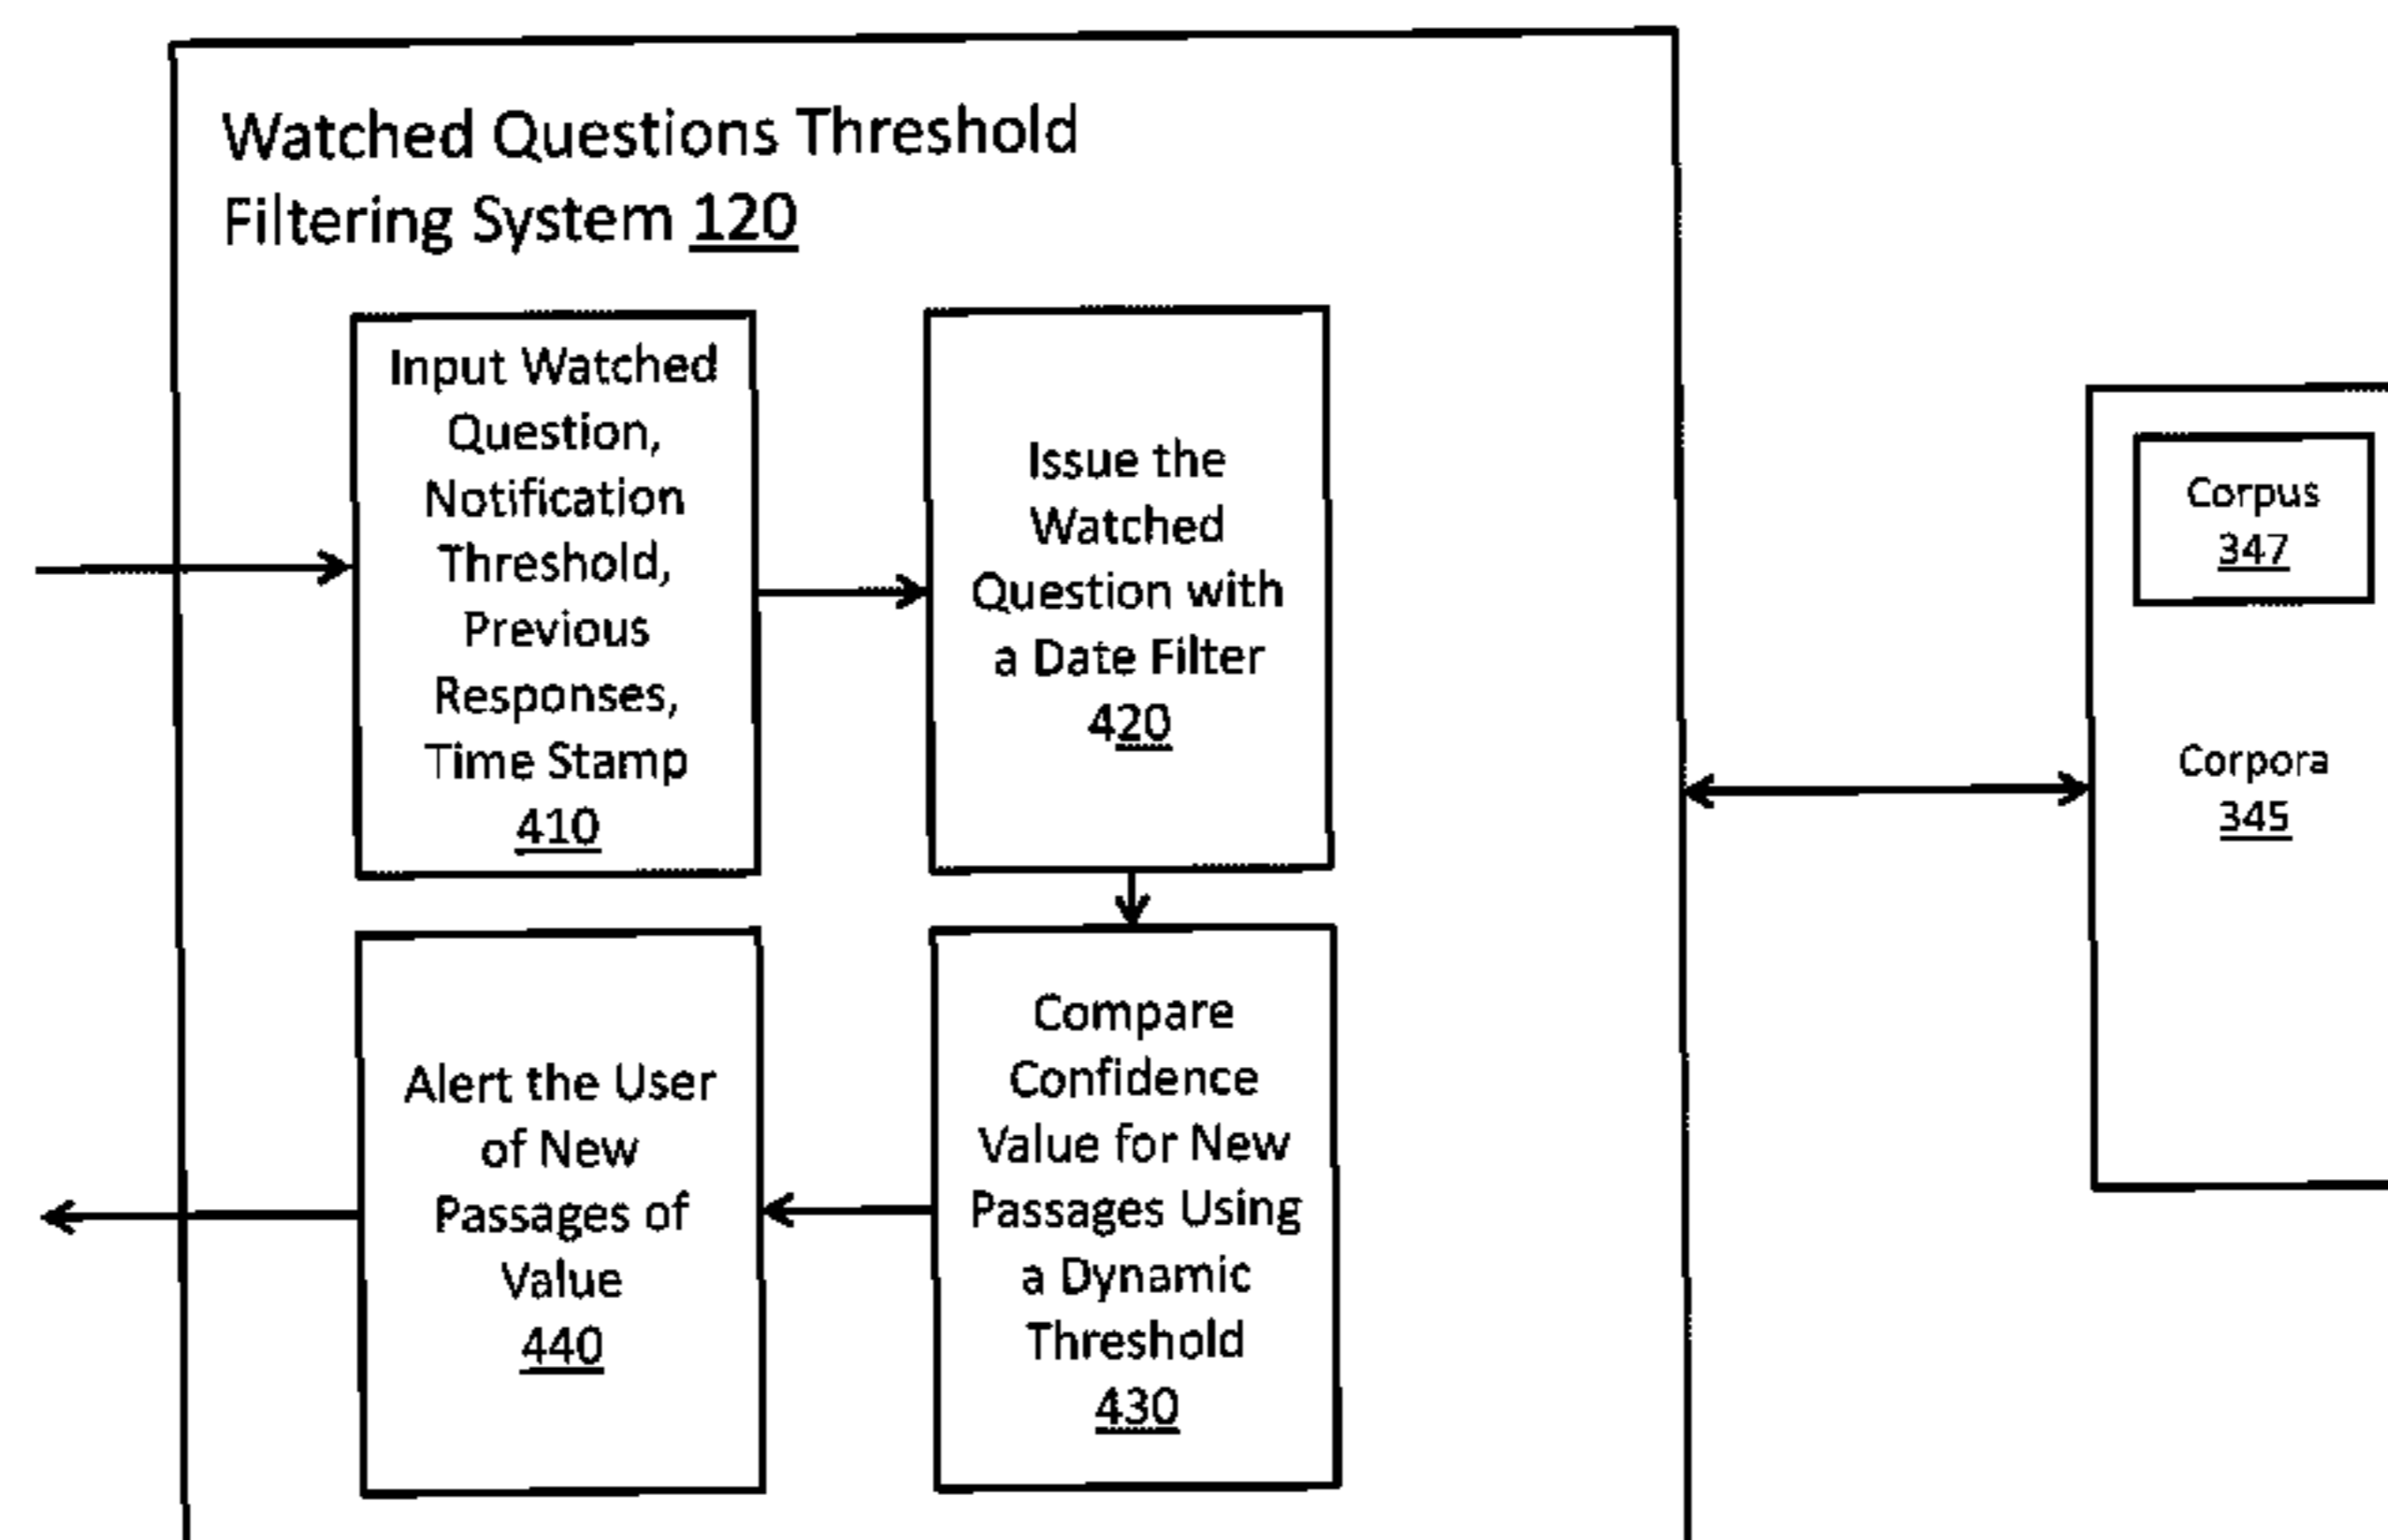 Watched Questions Threshold
Filtering System 120
Input Watched
Question,
Notification
Threshold,
Previous
Responses,
Time Stamp
410
Issue the
Watched
Question with
a Date Filter
420
Compare
Confidence
Value for New
Passages Using
a Dynamic
Threshold
430
Alert the User
of New
Passages of
Value
440
Corpus
347
Corpora
345